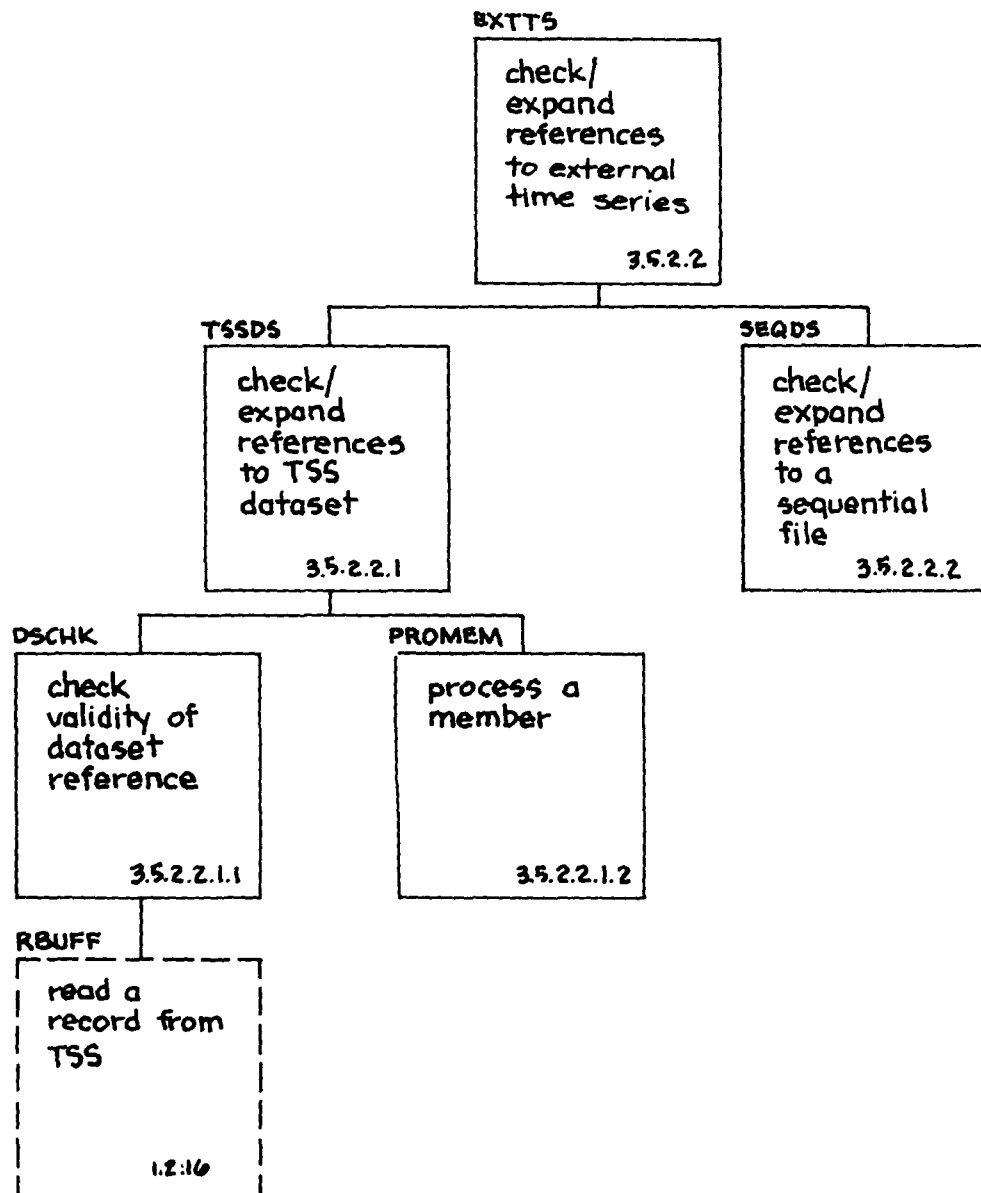 EXTTS
check/
expand
references
to external
time series
3.5.2.2
TSSDS
check/
expand
references
to TSS
dataset
3.5.2.2.1
SEQDS
check/
expand
references
to a
sequential
file
3.5.2.2.2
DSCHK
check
validity of
dataset
reference
3.5.2.2.1.1
PROMEM
process a
member
3.5.2.2.1.2
RBUFF
read a
record from
TSS
1.2:16